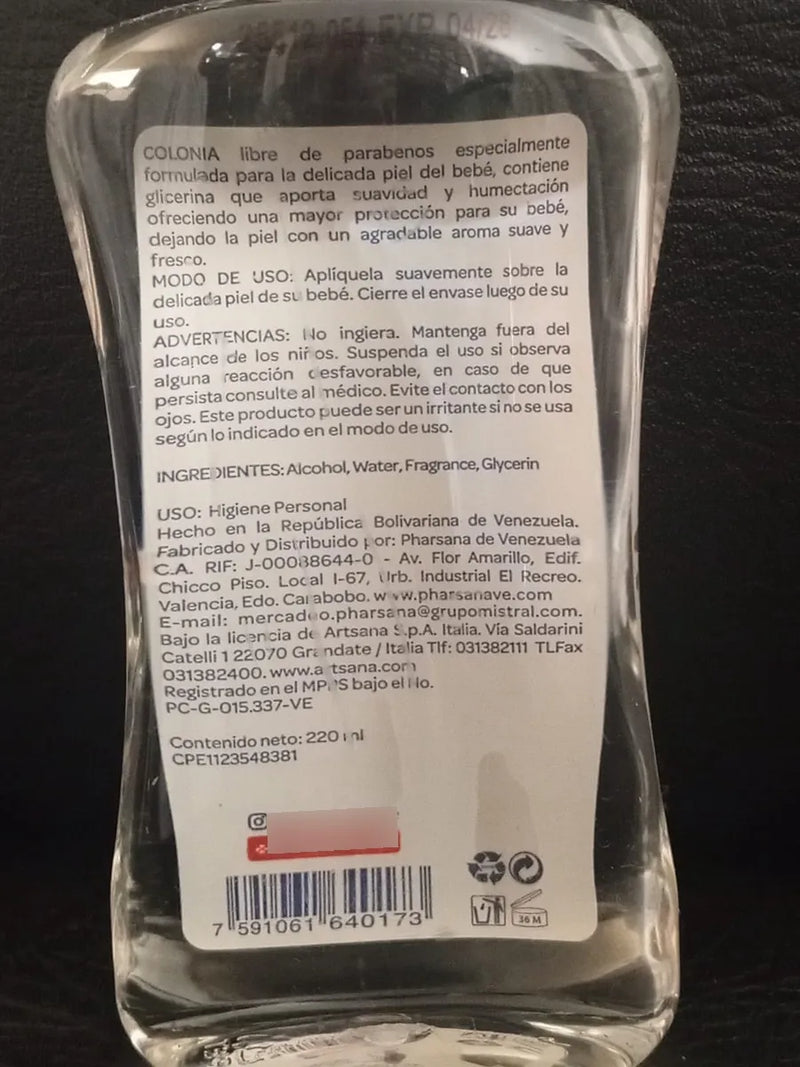 EXP 04/28
COLONIA libre de parabenos especialmente
formulada para la delicada piel del bebé, contiene
glicerina que aporta suavidad y humectación
ofreciendo una mayor protección para su bebé,
dejando la piel con un agradable aroma suave y
fresco.
MODO DE USO: Aplíquela suavemente sobre la
delicada piel de su bebé. Cierre el envase luego de su
uso.
ADVERTENCIAS: No ingiera. Mantenga fuera del
alcance de los niños. Suspenda el uso si observa
alguna reacción desfavorable, en caso de que
persista consulte al médico. Evite el contacto con los
ojos. Este producto puede ser un irritante si no se usa
según lo indicado en el modo de uso.
INGREDIENTES: Alcohol, Water, Fragrance, Glycerin
USO: Higiene Personal
Hecho en la República Bolivariana de Venezuela.
Fabricado y Distribuido por: Pharsana de Venezuela
C.A. RIF: J-00088644-0 - Av. Flor Amarillo, Edif.
Chicco Piso. Local I-67, Urb. Industrial El Recreo.
Valencia, Edo. Carabobo. www.pharsanave.com
E-mail: mercadeo.pharsana@grupomistral.com.
Bajo la licencia de Artsana S.p.A. Italia. Vía Saldarini
Catelli 1 22070 Grandate / Italia Tlf: 031382111 TLFax
031382400. www.artsana.com
Registrado en el MPPS bajo el No.
PC-G-015.337-VE
Contenido neto: 220 ml
CPE1123548381
7 591061 640173
36 M